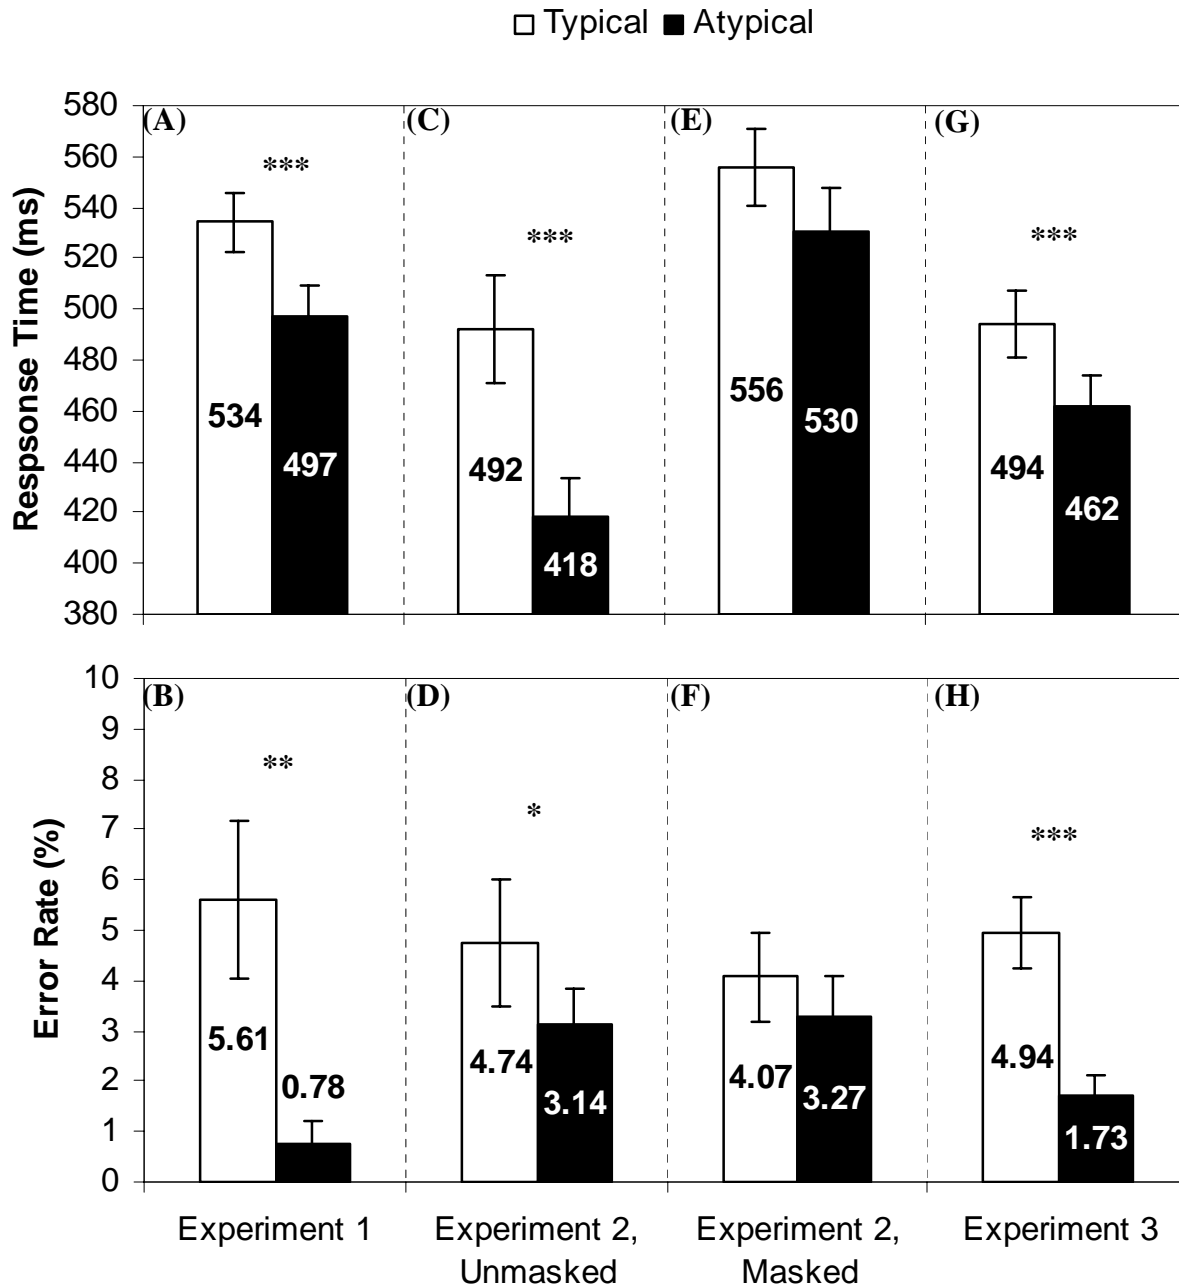 Typical Atypical
Respsonse Time (ms)
580
560
540
520
500
480
460
440
420
400
380
(A) (C) (E) (G)
*** *** ***
534 497 492 418 556 530 494 462
Error Rate (%)
10
9
8
7
6
5
4
3
2
1
0
(B) (D) (F) (H)
** * ***
5.61 0.78 4.74 3.14 4.07 3.27 4.94 1.73
Experiment 1
Experiment 2,
Unmasked
Experiment 2,
Masked
Experiment 3